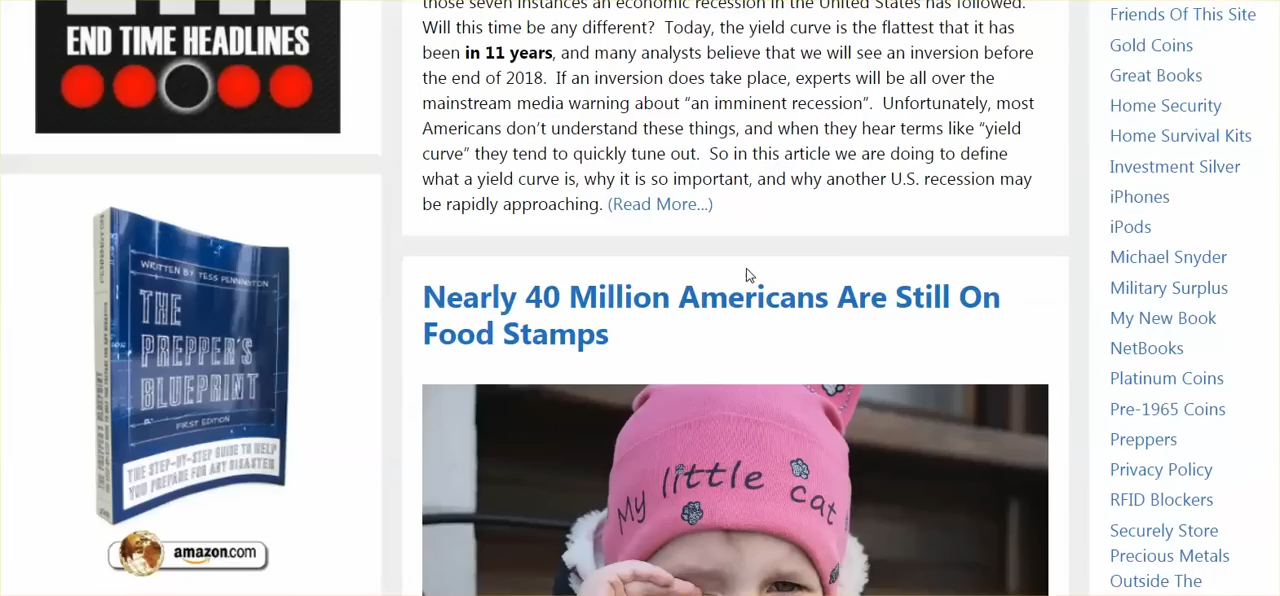 END TIME HEADLINES
WRITTEN BY TESS PENNINGTON
THE
PREPPER'S
BLUEPRINT
FIRST EDITION
THE STEP-BY-STEP GUIDE TO HELP
YOU PREPARE FOR ANY DISASTER
amazon.com
those seven instances an economic recession in the United States has followed.
Will this time be any different?  Today, the yield curve is the flattest that it has
been in 11 years, and many analysts believe that we will see an inversion before
the end of 2018.  If an inversion does take place, experts will be all over the
mainstream media warning about “an imminent recession”.  Unfortunately, most
Americans don’t understand these things, and when they hear terms like “yield
curve” they tend to quickly tune out.  So in this article we are doing to define
what a yield curve is, why it is so important, and why another U.S. recession may
be rapidly approaching. (Read More...)
Nearly 40 Million Americans Are Still On
Food Stamps
My little cat
Friends Of This Site
Gold Coins
Great Books
Home Security
Home Survival Kits
Investment Silver
iPhones
iPods
Michael Snyder
Military Surplus
My New Book
NetBooks
Platinum Coins
Pre-1965 Coins
Preppers
Privacy Policy
RFID Blockers
Securely Store
Precious Metals
Outside The